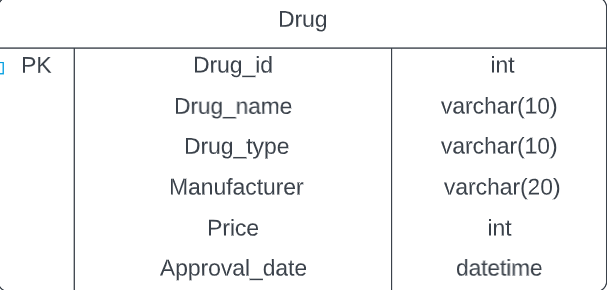 Drug
PK Drug_id int
Drug_name varchar(10)
Drug_type varchar(10)
Manufacturer varchar(20)
Price int
Approval_date datetime